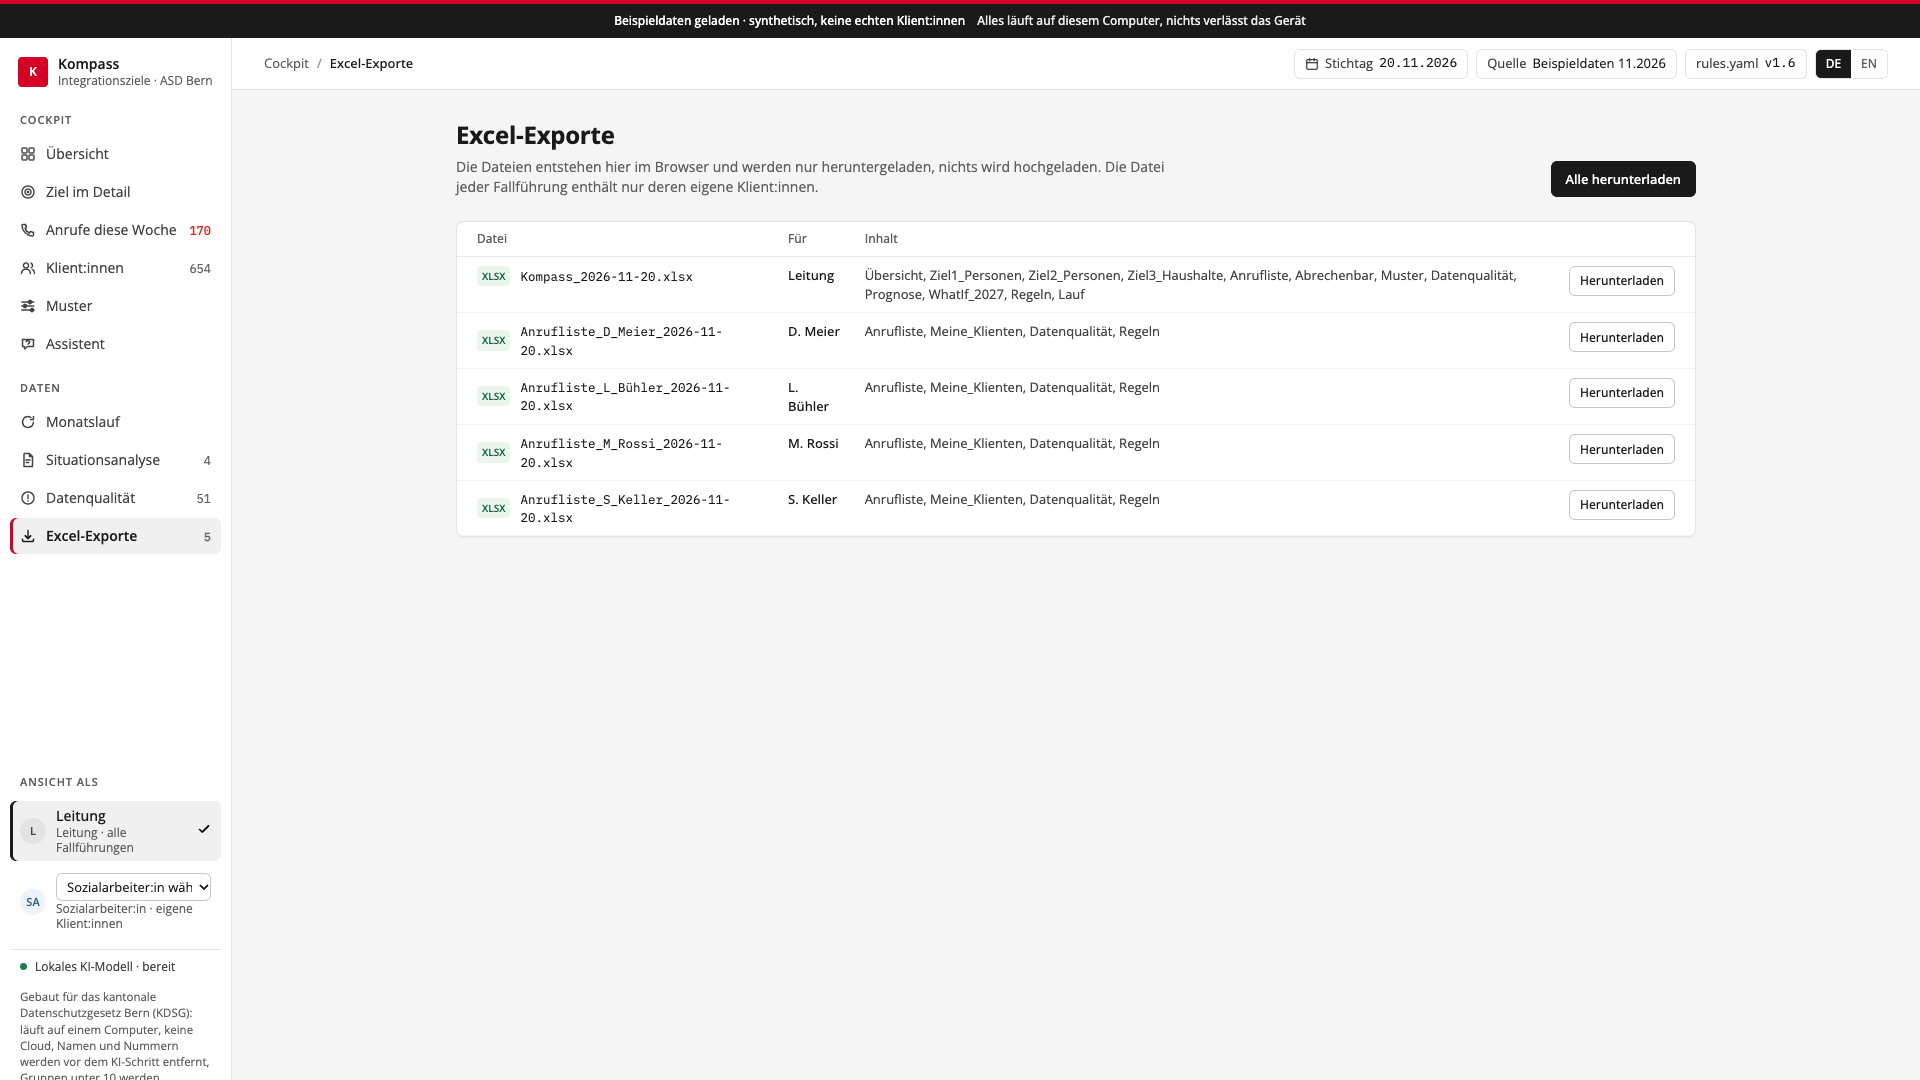 Beispieldaten geladen · synthetisch, keine echten Klient:innen Alles läuft auf diesem Computer, nichts verlässt das Gerät
K
Kompass
Integrationsziele · ASD Bern
COCKPIT
Übersicht
Ziel im Detail
Anrufe diese Woche 170
Klient:innen 654
Muster
Assistent
DATEN
Monatslauf
Situationsanalyse 4
Datenqualität 51
Excel-Exporte 5
ANSICHT ALS
L
Leitung
Leitung · alle
Fallführungen
SA
Sozialarbeiter:in wäh
Sozialarbeiter:in · eigene
Klient:innen
Lokales KI-Modell · bereit
Gebaut für das kantonale
Datenschutzgesetz Bern (KDSG):
läuft auf einem Computer, keine
Cloud, Namen und Nummern
werden vor dem KI-Schritt entfernt,
Gruppen unter 10 werden
Cockpit / Excel-Exporte
Stichtag 20.11.2026
Quelle Beispieldaten 11.2026
rules.yaml v1.6
DE EN
Excel-Exporte
Die Dateien entstehen hier im Browser und werden nur heruntergeladen, nichts wird hochgeladen. Die Datei
jeder Fallführung enthält nur deren eigene Klient:innen.
Alle herunterladen
Datei Für Inhalt
XLSX Kompass_2026-11-20.xlsx Leitung Übersicht, Ziel1_Personen, Ziel2_Personen, Ziel3_Haushalte, Anrufliste, Abrechenbar, Muster, Datenqualität,
Prognose, WhatIf_2027, Regeln, Lauf
Herunterladen
XLSX Anrufliste_D_Meier_2026-11-
20.xlsx
D. Meier Anrufliste, Meine_Klienten, Datenqualität, Regeln
Herunterladen
XLSX Anrufliste_L_Bühler_2026-11-
20.xlsx
L.
Bühler
Anrufliste, Meine_Klienten, Datenqualität, Regeln
Herunterladen
XLSX Anrufliste_M_Rossi_2026-11-
20.xlsx
M. Rossi Anrufliste, Meine_Klienten, Datenqualität, Regeln
Herunterladen
XLSX Anrufliste_S_Keller_2026-11-
20.xlsx
S. Keller Anrufliste, Meine_Klienten, Datenqualität, Regeln
Herunterladen